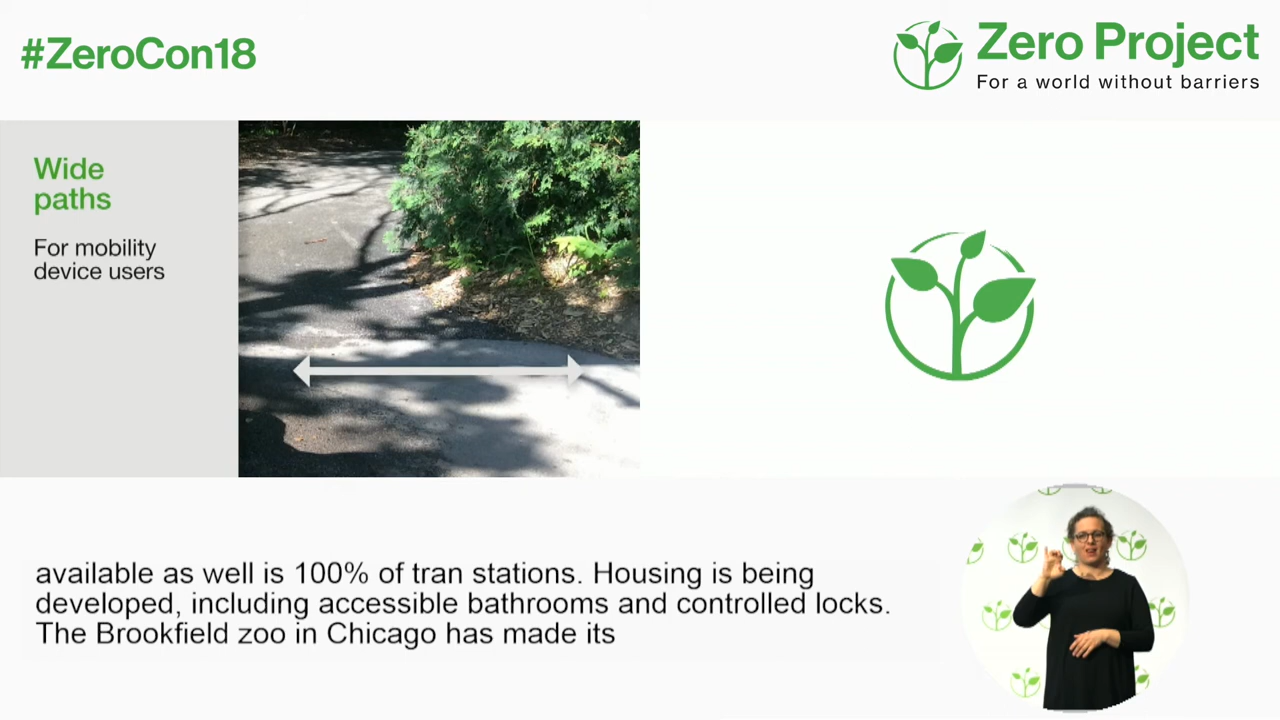 #ZeroCon18
Zero Project
For a world without barriers
Wide
paths
For mobility
device users
available as well is 100% of tran stations. Housing is being
developed, including accessible bathrooms and controlled locks.
The Brookfield zoo in Chicago has made its